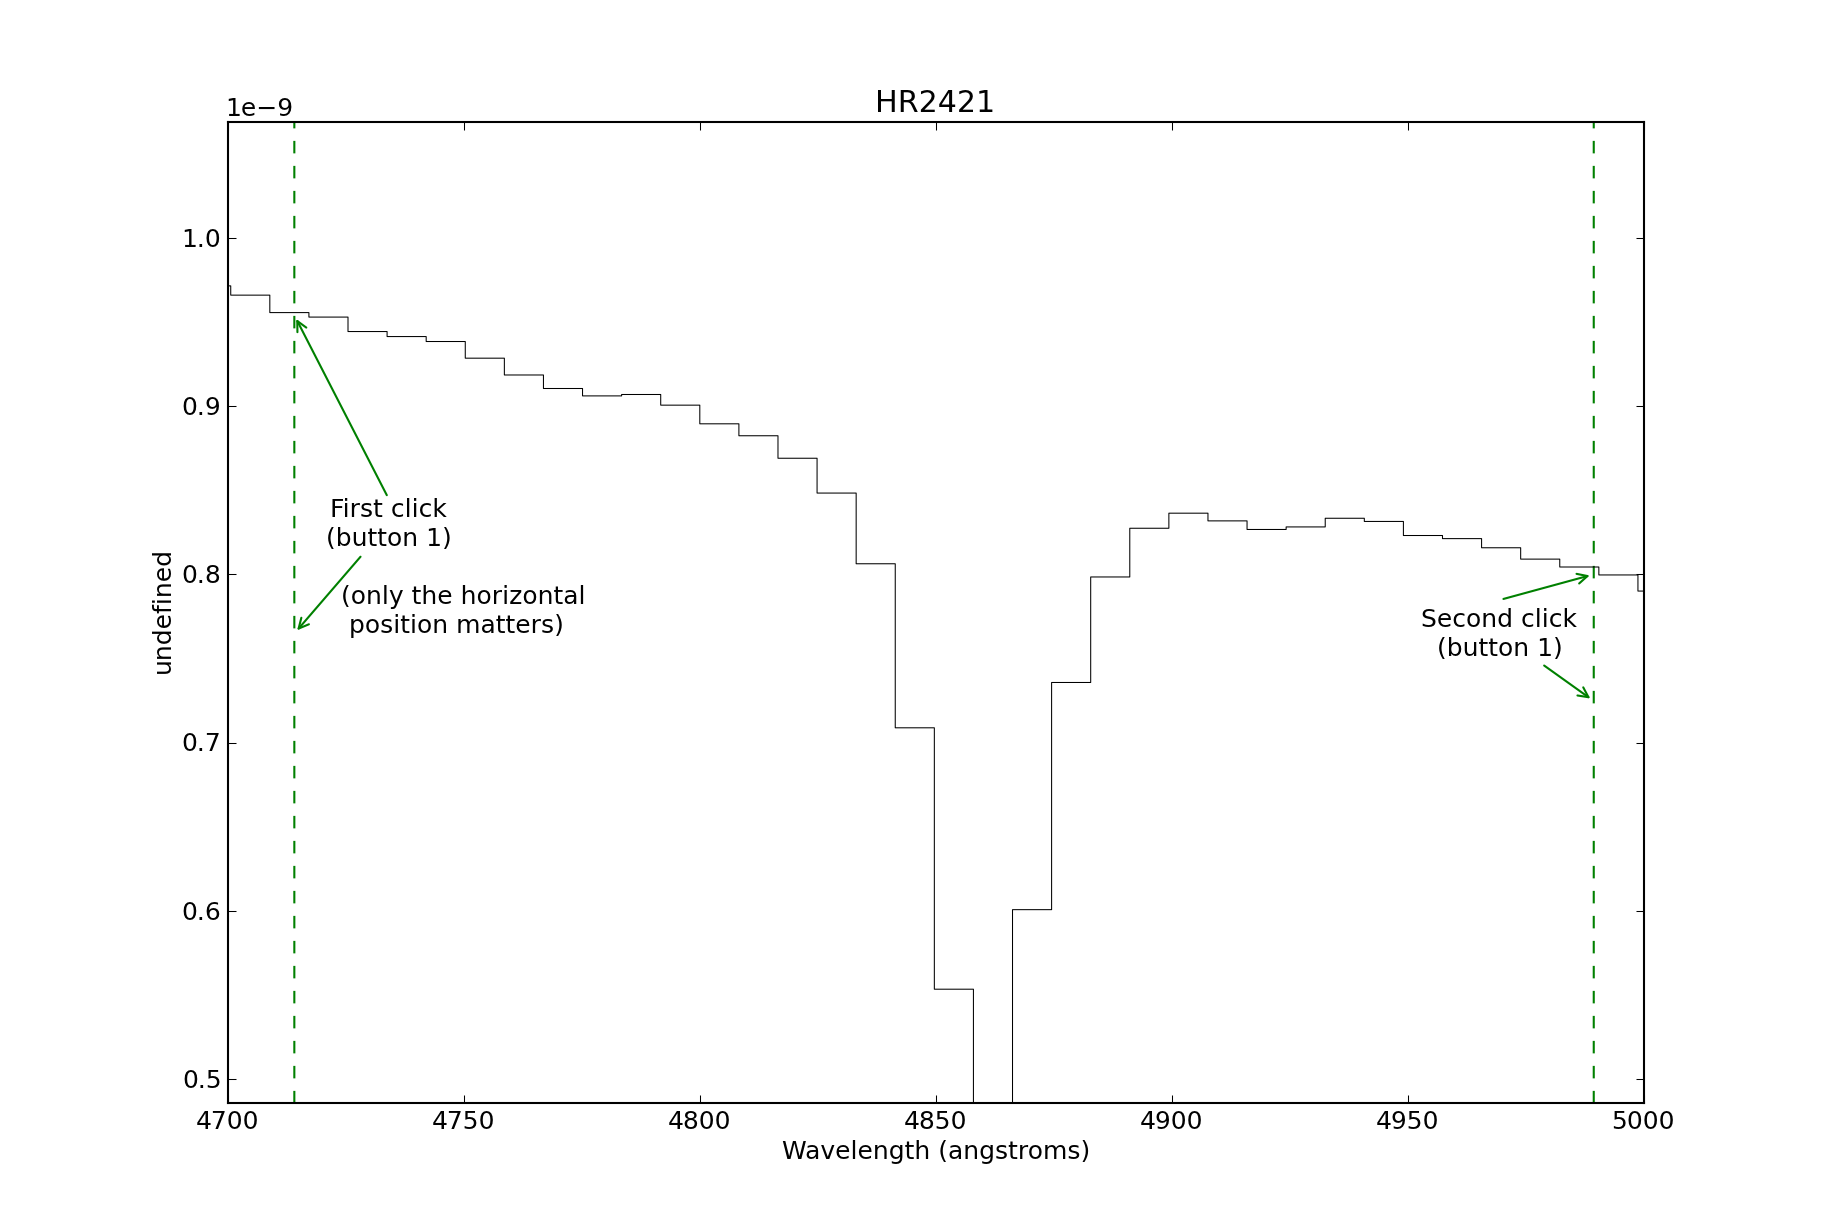 HR2421
1e−9
1.0
0.9
0.8
0.7
0.6
0.5
undefined
First click
(button 1)
(only the horizontal
position matters)
Second click
(button 1)
4700 4750 4800 4850 4900 4950 5000
Wavelength (angstroms)